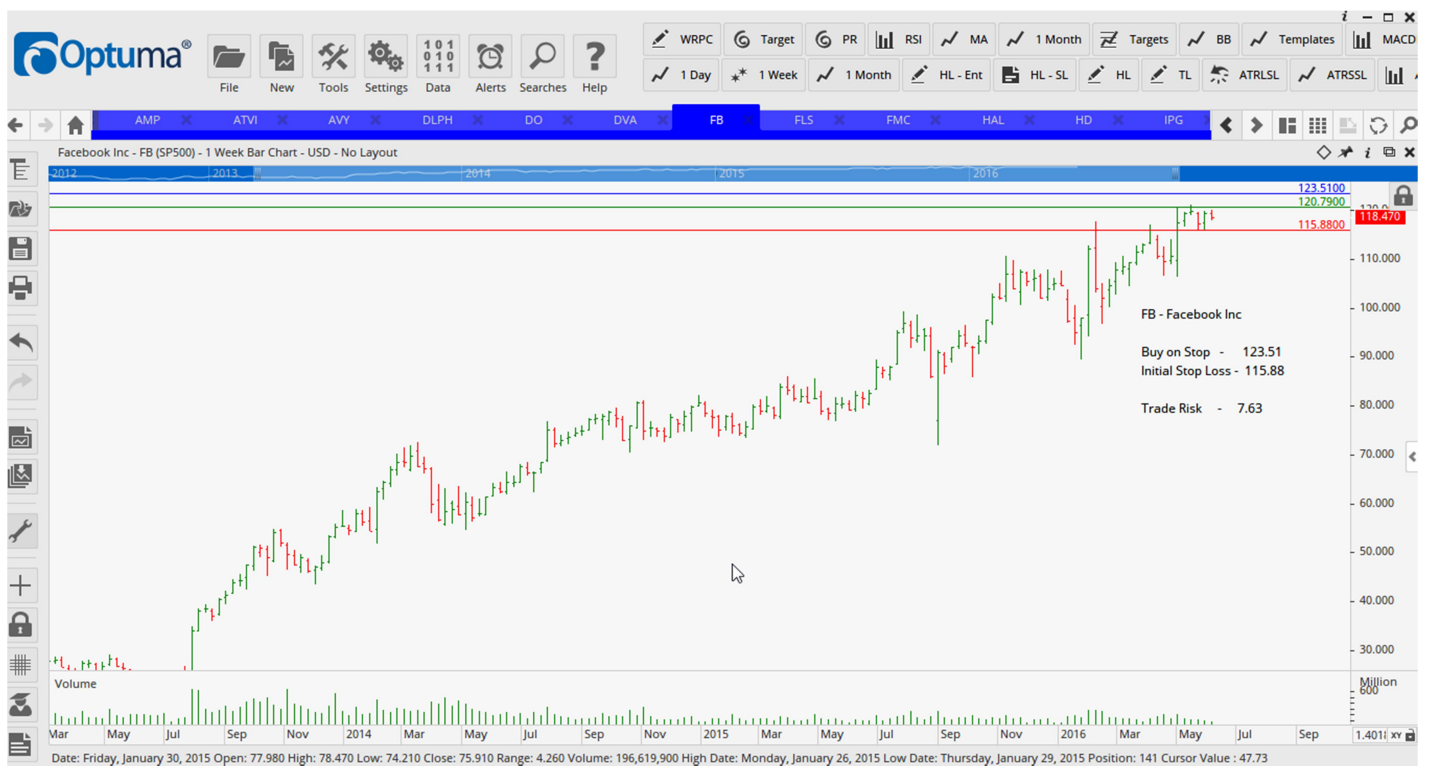 Optuma®
File
New
Tools
Settings
Data
Alerts
Searches
Help
WRPC
Target
PR
RSI
MA
1 Month
Targets
BB
Templates
MACD
1 Day
1 Week
1 Month
HL - Ent
HL - SL
HL
TL
ATRLSL
ATRSSL
AMP
ATVI
AVY
DLPH
DO
DVA
FB
FLS
FMC
HAL
HD
IPG
Facebook Inc - FB (SP500) - 1 Week Bar Chart - USD - No Layout
2012
2013
2014
2015
2016
123.5100
120.7900
118.470
115.8800
110.000
100.000
90.000
80.000
70.000
60.000
50.000
40.000
30.000
FB - Facebook Inc
Buy on Stop - 123.51
Initial Stop Loss - 115.88
Trade Risk - 7.63
Volume
Million
600
Mar
May
Jul
Sep
Nov
2014
Mar
May
Jul
Sep
Nov
2015
Mar
May
Jul
Sep
Nov
2016
Mar
May
Jul
Sep
XY
Date: Friday, January 30, 2015 Open: 77.980 High: 78.470 Low: 74.210 Close: 75.910 Range: 4.260 Volume: 196,619,900 High Date: Monday, January 26, 2015 Low Date: Thursday, January 29, 2015 Position: 141 Cursor Value : 47.73